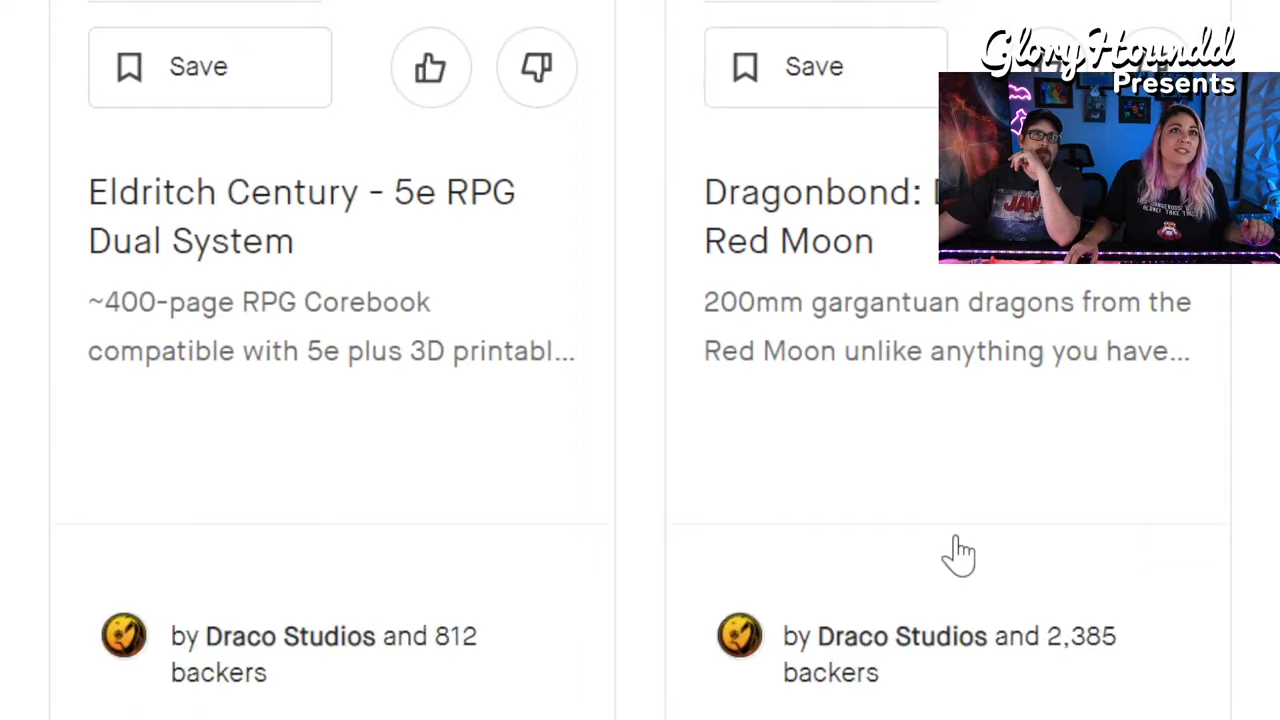 GloryHoundd
Presents
Save
Save
Eldritch Century - 5e RPG
Dual System
Dragonbond:
Red Moon
~400-page RPG Corebook
compatible with 5e plus 3D printabl...
200mm gargantuan dragons from the
Red Moon unlike anything you have...
by Draco Studios and 812
backers
by Draco Studios and 2,385
backers
JAWS